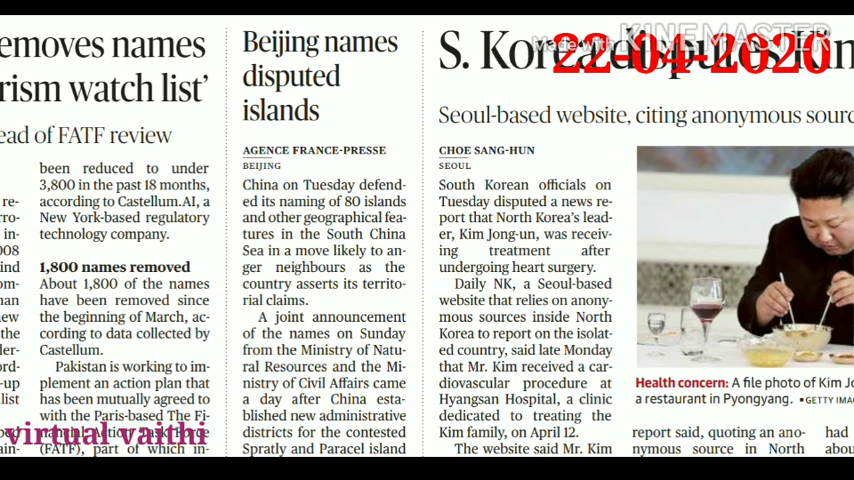 emoves names
rism watch list’
ead of FATF review
been reduced to under
3,800 in the past 18 months,
according to Castellum.AI, a
New York-based regulatory
technology company.
1,800 names removed
About 1,800 of the names
have been removed since
the beginning of March, ac-
cording to data collected by
Castellum.
Pakistan is working to im-
plement an action plan that
has been mutually agreed to
with the Paris-based The Fi-
(FATF), part of which in-
virtual vaithi
Beijing names
disputed
islands
AGENCE FRANCE-PRESSE
BEIJING
China on Tuesday defend-
ed its naming of 80 islands
and other geographical fea-
tures in the South China
Sea in a move likely to an-
ger neighbours as the
country asserts its territo-
rial claims.
A joint announcement
of the names on Sunday
from the Ministry of Natu-
ral Resources and the Mi-
nistry of Civil Affairs came
a day after China esta-
blished new administrative
districts for the contested
Spratly and Paracel island
S. Korea disputes Kim
Made with KINEMASTER
22-04-2020
Seoul-based website, citing anonymous sourc
CHOE SANG-HUN
SEOUL
South Korean officials on
Tuesday disputed a news re-
port that North Korea’s lead-
er, Kim Jong-un, was receiv-
ing treatment after
undergoing heart surgery.
Daily NK, a Seoul-based
website that relies on anony-
mous sources inside North
Korea to report on the isolat-
ed country, said late Monday
that Mr. Kim received a car-
diovascular procedure at
Hyangsan Hospital, a clinic
dedicated to treating the
Kim family, on April 12.
The website said Mr. Kim
Health concern: A file photo of Kim Jo
a restaurant in Pyongyang. ■ GETTY IMAG
report said, quoting an ano-
nymous source in North
had
abou